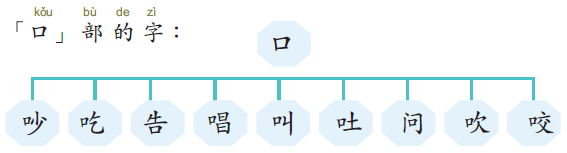 kǒu bù de zì
「口」部的字：
口
吵 吃 告 唱 叫 吐 问 吹 咬